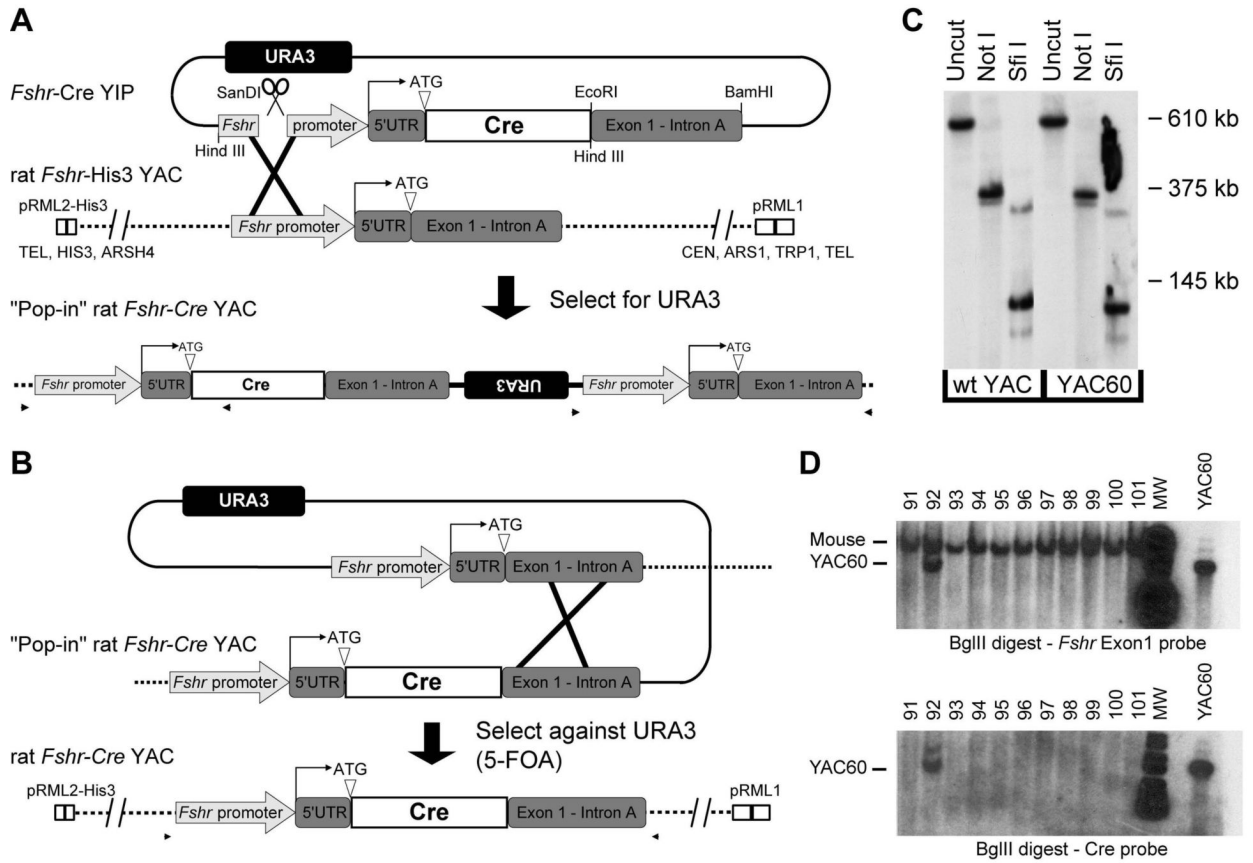 A
URA3
Fshr-Cre YIP
SanDI
ATG
EcoRI
BamHI
Fshr
promoter
5'UTR
Cre
Exon 1 - Intron A
Hind III
Hind III
rat Fshr-His3 YAC
ATG
pRML2-His3
pRML1
Fshr promoter
5'UTR
Exon 1 - Intron A
TEL, HIS3, ARSH4
CEN, ARS1, TRP1, TEL
Select for URA3
"Pop-in" rat Fshr-Cre YAC
ATG
ATG
Fshr promoter
5'UTR
Cre
Exon 1 - Intron A
URA3
Fshr promoter
5'UTR
Exon 1 - Intron A
B
URA3
ATG
Fshr promoter
5'UTR
Exon 1 - Intron A
"Pop-in" rat Fshr-Cre YAC
ATG
Fshr promoter
5'UTR
Cre
Exon 1 - Intron A
Select against URA3
(5-FOA)
rat Fshr-Cre YAC
ATG
pRML2-His3
pRML1
Fshr promoter
5'UTR
Cre
Exon 1 - Intron A
C
Uncut
Not I
Sfi I
Uncut
Not I
Sfi I
– 610 kb
– 375 kb
– 145 kb
wt YAC
YAC60
D
91
92
93
94
95
96
97
98
99
100
101
MW
YAC60
Mouse –
YAC60 –
BglII digest - Fshr Exon1 probe
91
92
93
94
95
96
97
98
99
100
101
MW
YAC60
YAC60 –
BglII digest - Cre probe